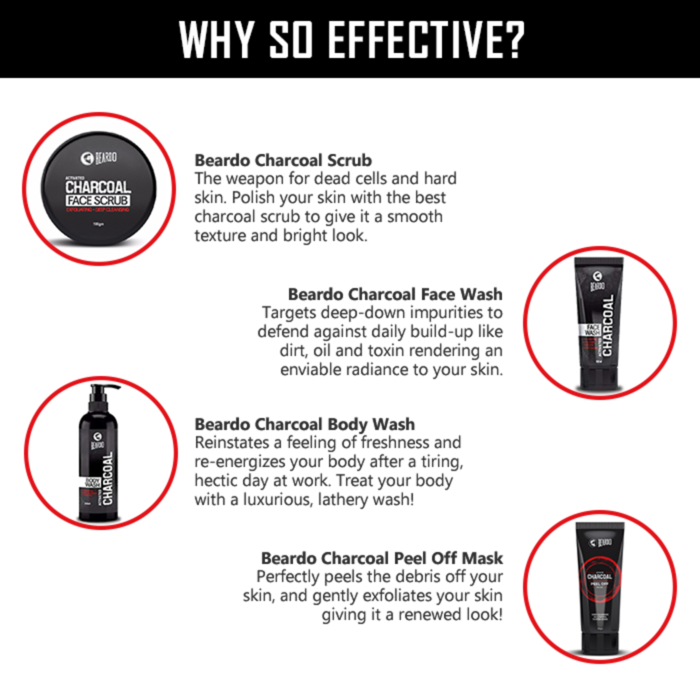 WHY SO EFFECTIVE?
BEARDO
ACTIVATED
CHARCOAL
FACE SCRUB
Beardo Charcoal Scrub
The weapon for dead cells and hard
skin. Polish your skin with the best
charcoal scrub to give it a smooth
texture and bright look.
Beardo Charcoal Face Wash
Targets deep-down impurities to
defend against daily build-up like
dirt, oil and toxin rendering an
enviable radiance to your skin.
BEARDO
FACE
WASH
CHARCOAL
BEARDO
BODY
WASH
CHARCOAL
Beardo Charcoal Body Wash
Reinstates a feeling of freshness and
re-energizes your body after a tiring,
hectic day at work. Treat your body
with a luxurious, lathery wash!
Beardo Charcoal Peel Off Mask
Perfectly peels the debris off your
skin, and gently exfoliates your skin
giving it a renewed look!
BEARDO
CHARCOAL
PEEL OFF